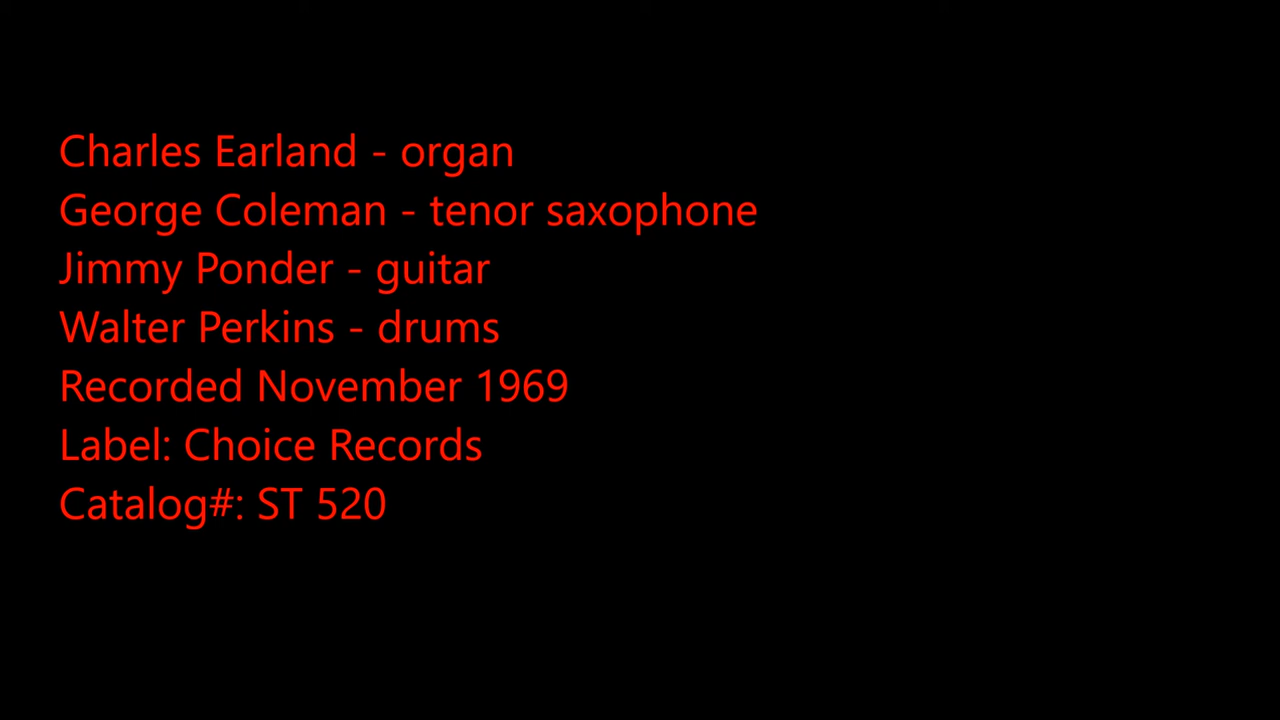 Charles Earland - organ
George Coleman - tenor saxophone
Jimmy Ponder - guitar
Walter Perkins - drums
Recorded November 1969
Label: Choice Records
Catalog#: ST 520